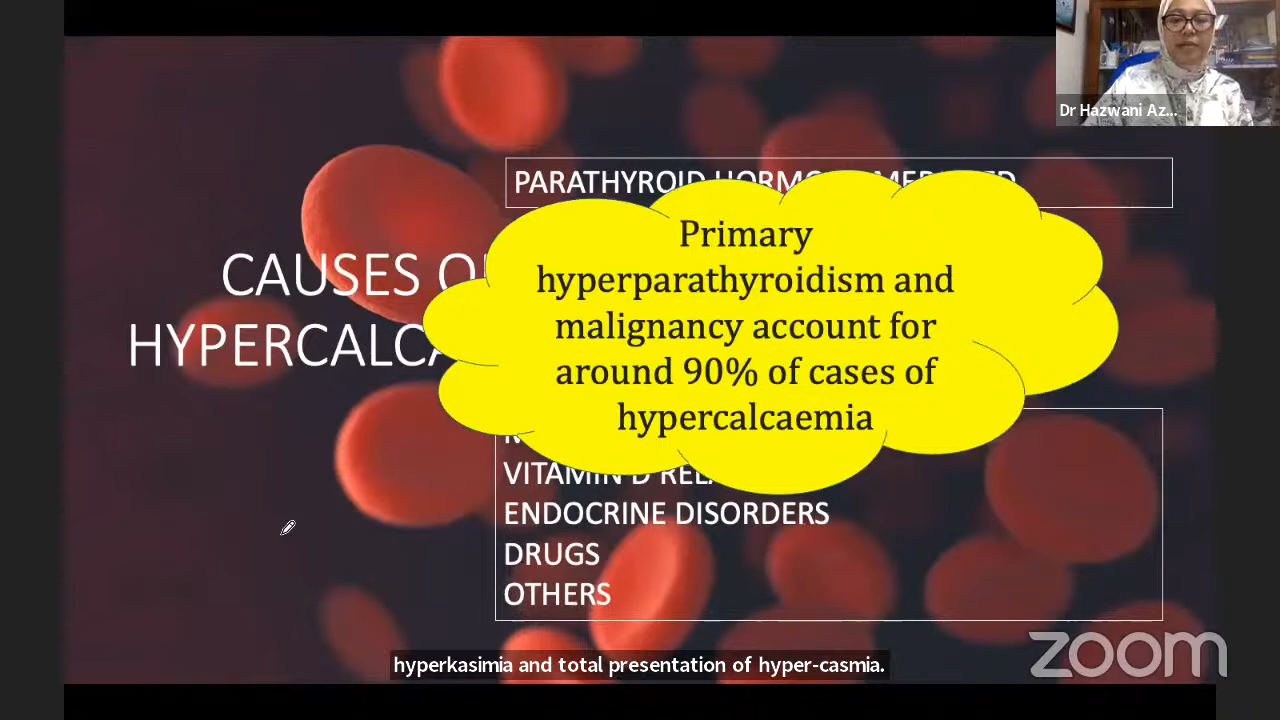 Dr Hazwani Az...
PARATHYROID
CAUSES
Primary
hyperparathyroidism and
malignancy account for
around 90% of cases of
hypercalcaemia
VITAMIN D
ENDOCRINE DISORDERS
DRUGS
OTHERS
zoom
hyperkasimia and total presentation of hyper-casmia.